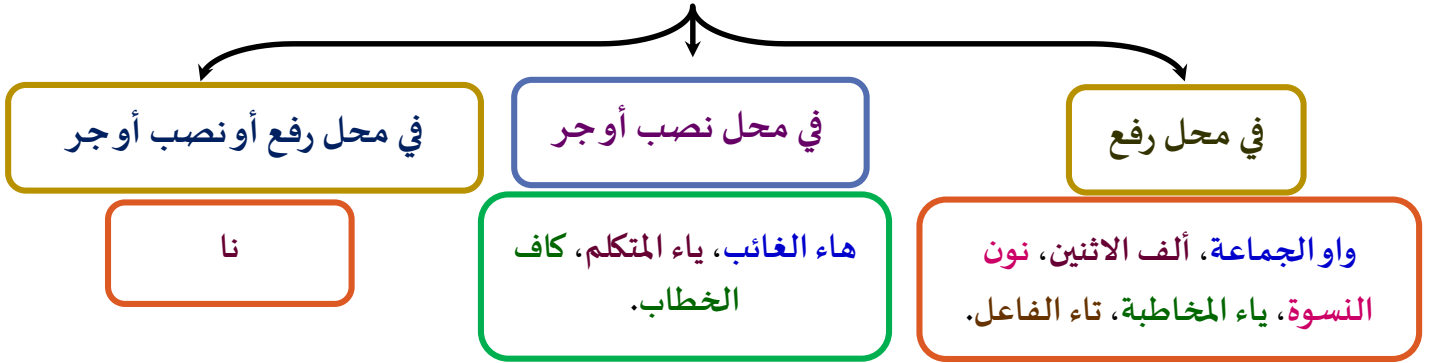 في محل رفع
واو الجماعة، ألف الاثنين، نون
النسوة، ياء المخاطبة، تاء الفاعل.
في محل نصب أو جر
هاء الغائب، ياء المتكلم، كاف
الخطاب.
في محل رفع أو نصب أو جر
نا